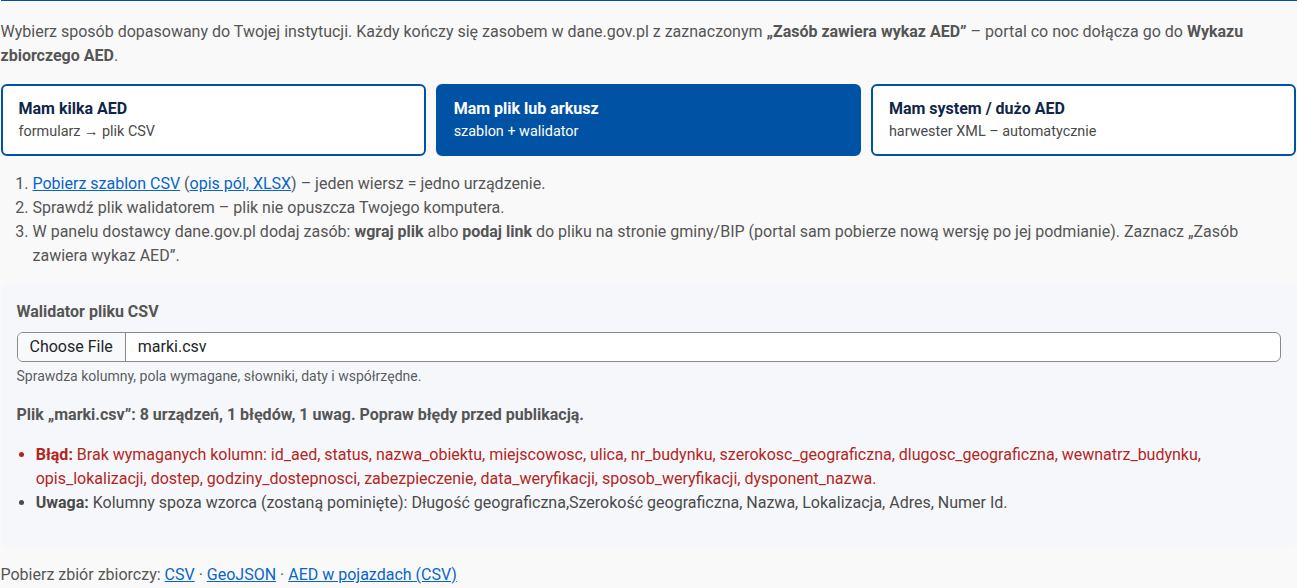 Wybierz sposób dopasowany do Twojej instytucji. Każdy kończy się zasobem w dane.gov.pl z zaznaczonym „Zasób zawiera wykaz AED” – portal co noc dołącza go do Wykazu
zbiorczego AED.
Mam kilka AED
formularz → plik CSV
Mam plik lub arkusz
szablon + walidator
Mam system / dużo AED
harwester XML – automatycznie
1. Pobierz szablon CSV (opis pól, XLSX) – jeden wiersz = jedno urządzenie.
2. Sprawdź plik walidatorem – plik nie opuszcza Twojego komputera.
3. W panelu dostawcy dane.gov.pl dodaj zasób: wgraj plik albo podaj link do pliku na stronie gminy/BIP (portal sam pobierze nową wersję po jej podmianie). Zaznacz „Zasób
zawiera wykaz AED”.
Walidator pliku CSV
Choose File marki.csv
Sprawdza kolumny, pola wymagane, słowniki, daty i współrzędne.
Plik „marki.csv”: 8 urządzeń, 1 błędów, 1 uwag. Popraw błędy przed publikacją.
• Błąd: Brak wymaganych kolumn: id_aed, status, nazwa_obiektu, miejscowosc, ulica, nr_budynku, szerokosc_geograficzna, dlugosc_geograficzna, wewnatrz_budynku,
opis_lokalizacji, dostep, godziny_dostepnosci, zabezpieczenie, data_weryfikacji, sposob_weryfikacji, dysponent_nazwa.
• Uwaga: Kolumny spoza wzorca (zostaną pominięte): Długość geograficzna,Szerokość geograficzna, Nazwa, Lokalizacja, Adres, Numer Id.
Pobierz zbiór zbiorczy: CSV · GeoJSON · AED w pojazdach (CSV)